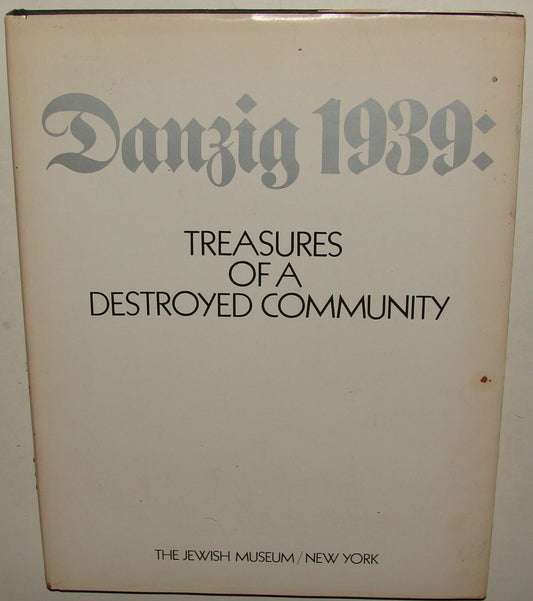 Danzig 1939:
TREASURES
OF A
DESTROYED COMMUNITY
THE JEWISH MUSEUM / NEW YORK